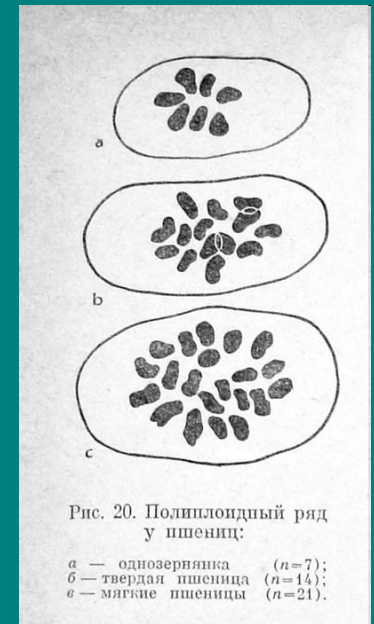 a
b
c
Рис. 20. Полиплоидный ряд
у пшениц:
а — однозернянка (n=7);
б — твердая пшеница (n=14);
в — мягкие пшеницы (n=21).